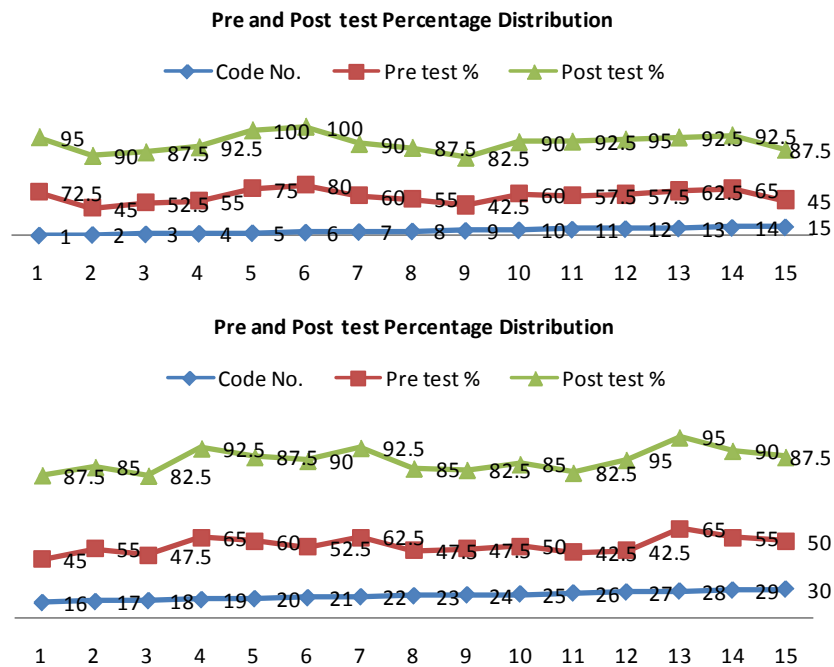 Pre and Post test Percentage Distribution
Code No. Pre test % Post test %
95 90 87.5 92.5 100 100 90 87.5 82.5 90 92.5 95 92.5 92.5 87.5
72.5 45 52.5 55 75 80 60 55 42.5 60 57.5 57.5 62.5 65 45
1 2 3 4 5 6 7 8 9 10 11 12 13 14 15
1 2 3 4 5 6 7 8 9 10 11 12 13 14 15
Pre and Post test Percentage Distribution
Code No. Pre test % Post test %
87.5 85 82.5 92.5 87.5 90 92.5 85 82.5 85 82.5 95 95 90 87.5
45 55 47.5 65 60 52.5 62.5 47.5 47.5 50 42.5 42.5 65 55 50
16 17 18 19 20 21 22 23 24 25 26 27 28 29 30
1 2 3 4 5 6 7 8 9 10 11 12 13 14 15